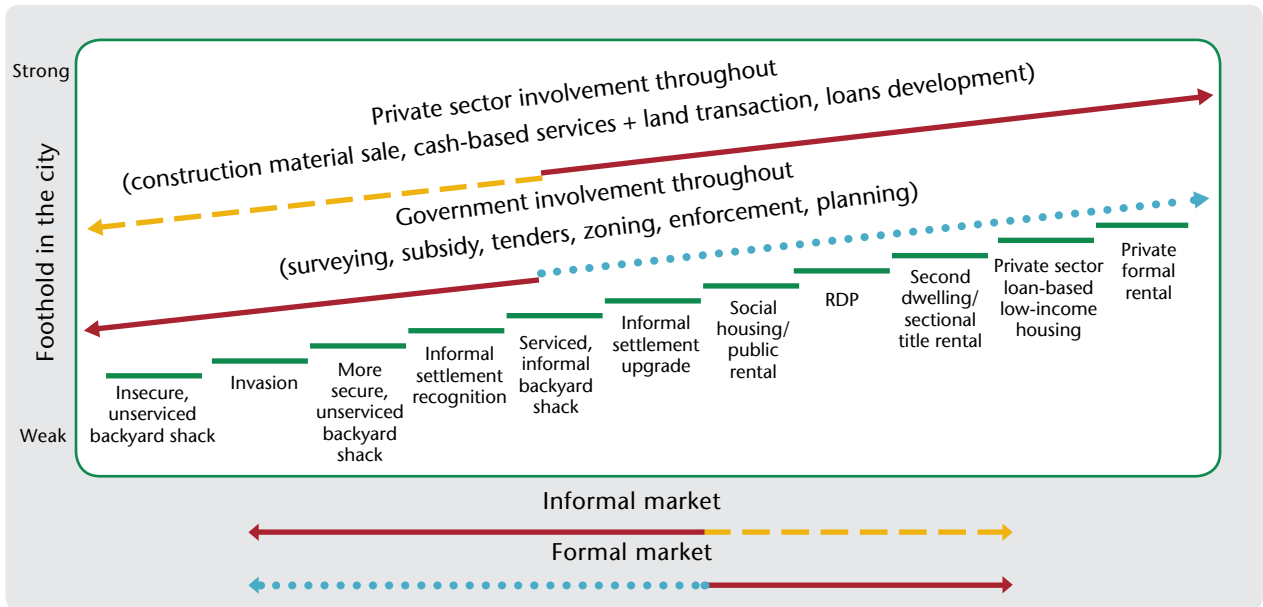 Strong
Foothold in the city
Weak
Private sector involvement throughout
(construction material sale, cash-based services + land transaction, loans development)
Government involvement throughout
(surveying, subsidy, tenders, zoning, enforcement, planning)
Insecure,
unserviced
backyard shack
Invasion
More
secure,
unserviced
backyard
shack
Informal
settlement
recognition
Serviced,
informal
backyard
shack
Informal
settlement
upgrade
Social
housing/
public
rental
RDP
Second
dwelling/
sectional
title rental
Private sector
loan-based
low-income
housing
Private
formal
rental
Informal market
Formal market